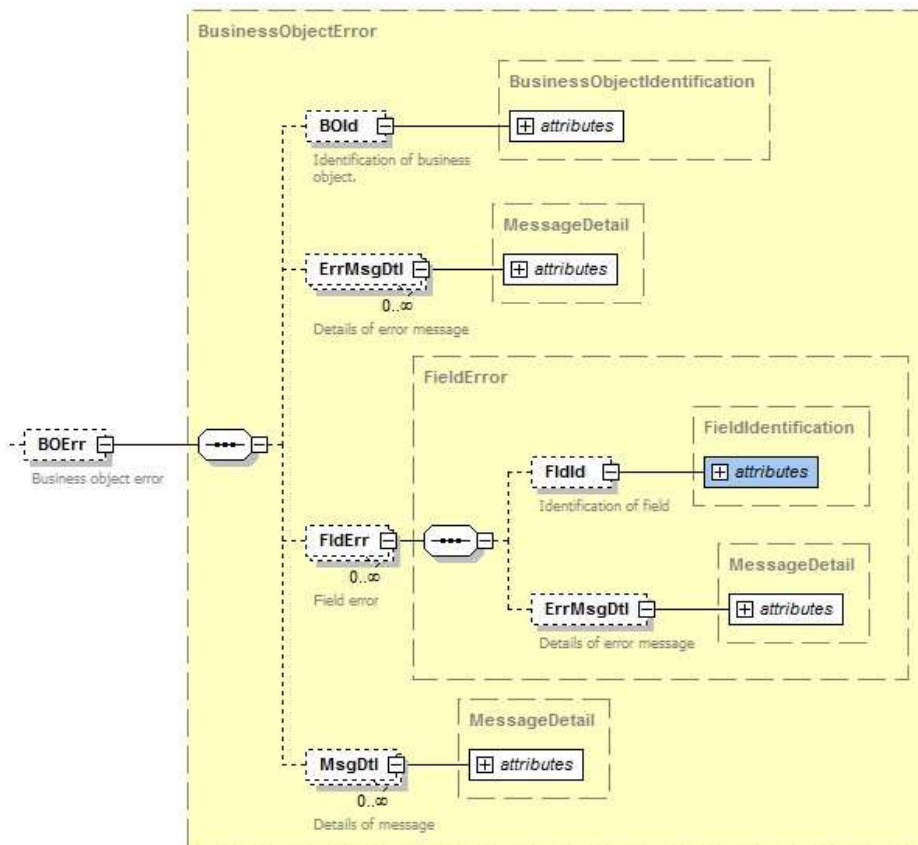 BusinessObjectError
BusinessObjectIdentification
BOId
attributes
Identification of business
object.
MessageDetail
ErrMsgDtl
attributes
0..∞
Details of error message
FieldError
FieldIdentification
BOErr
FldId
attributes
Business object error
Identification of field
FldErr
MessageDetail
0..∞
Field error
ErrMsgDtl
attributes
Details of error message
MessageDetail
MsgDtl
attributes
0..∞
Details of message